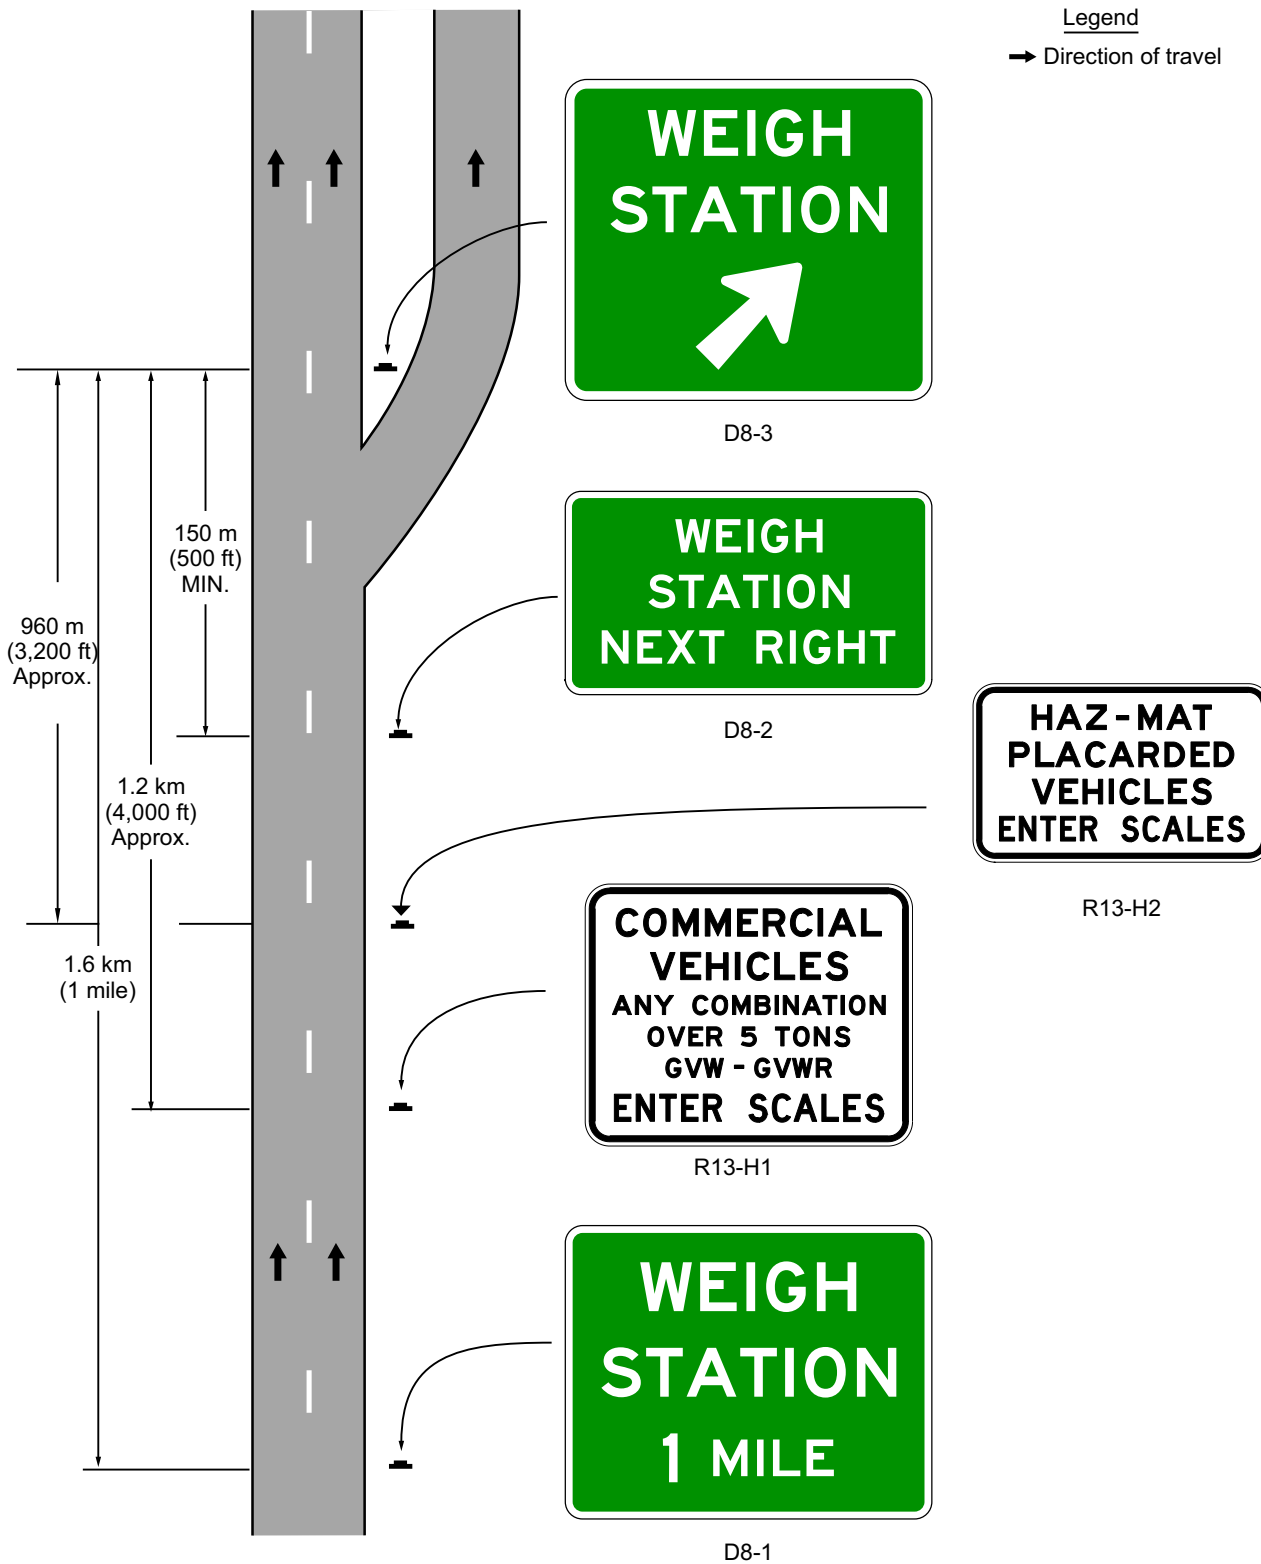 Legend
Direction of travel
WEIGH
STATION
D8-3
150 m
(500 ft)
MIN.
WEIGH
STATION
NEXT RIGHT
D8-2
960 m
(3,200 ft)
Approx.
HAZ-MAT
PLACARDED
VEHICLES
ENTER SCALES
R13-H2
1.2 km
(4,000 ft)
Approx.
COMMERCIAL
VEHICLES
ANY COMBINATION
OVER 5 TONS
GVW - GVWR
ENTER SCALES
R13-H1
1.6 km
(1 mile)
WEIGH
STATION
1 MILE
D8-1